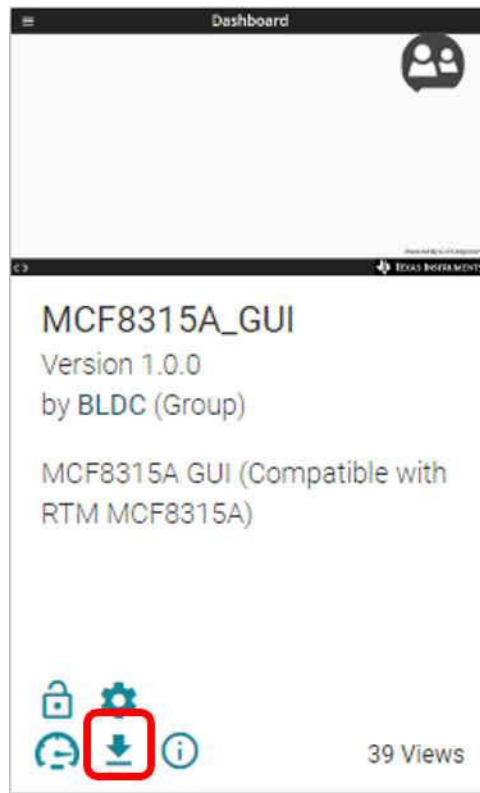 Dashboard
TEXAS INSTRUMENTS
MCF8315A_GUI
Version 1.0.0
by BLDC (Group)
MCF8315A GUI (Compatible with
RTM MCF8315A)
39 Views